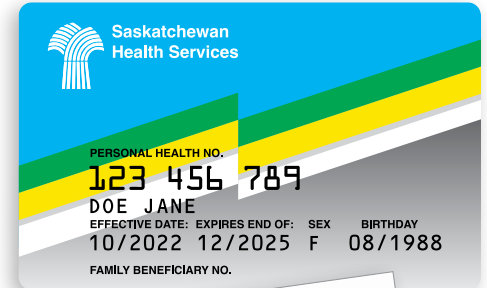 Saskatchewan
Health Services
PERSONAL HEALTH NO.
123 456 789
DOE JANE
EFFECTIVE DATE: EXPIRES END OF: SEX BIRTHDAY
10/2022 12/2025 F 08/1988
FAMILY BENEFICIARY NO.